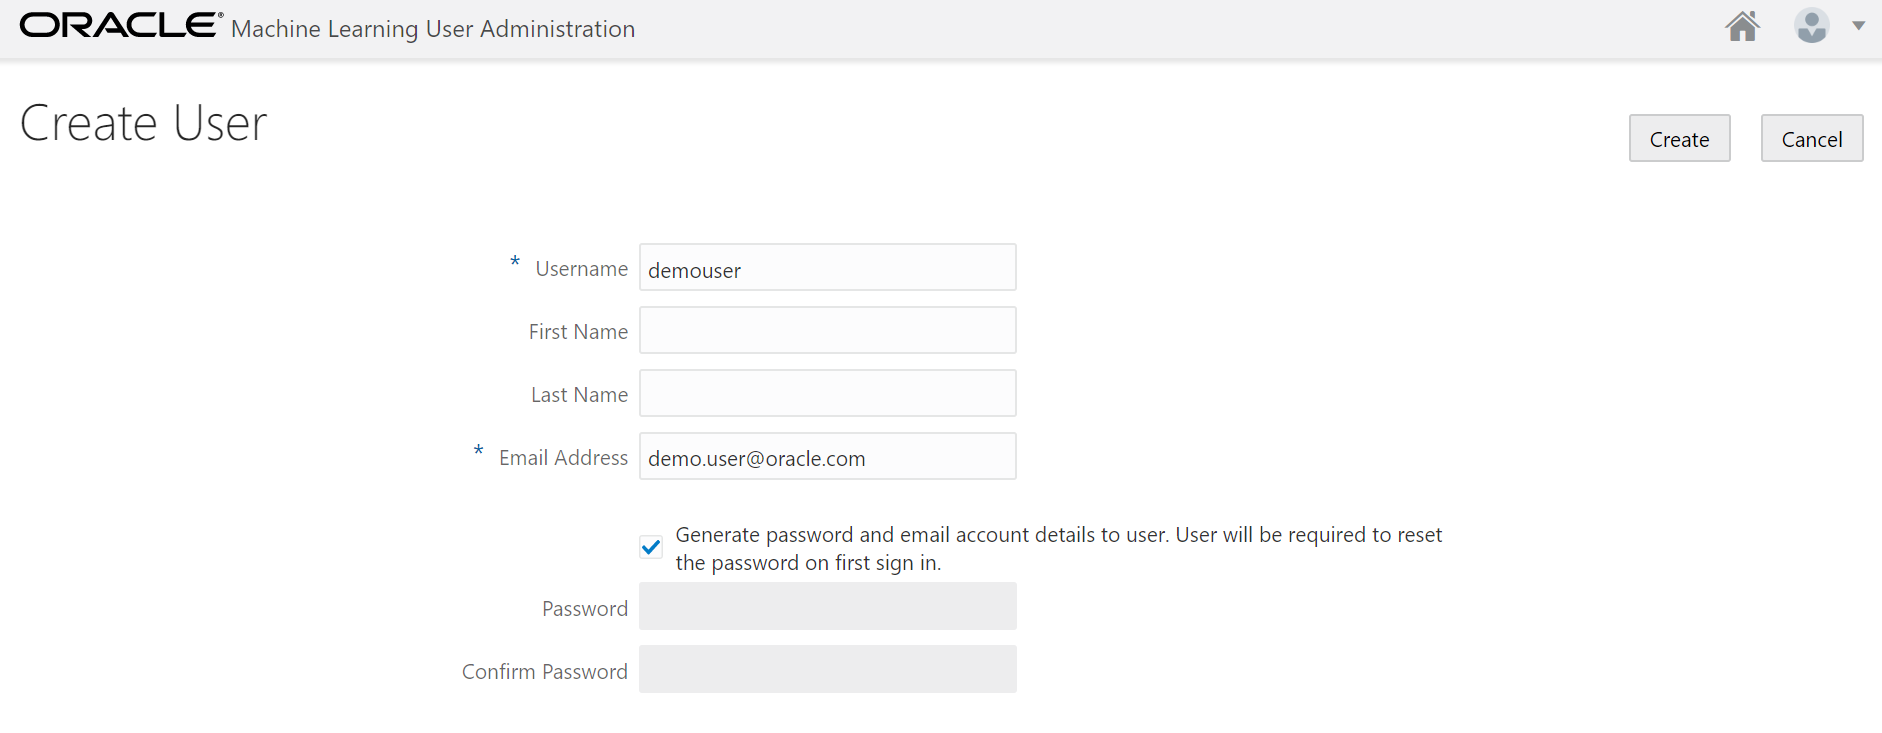 ORACLE® Machine Learning User Administration
Create User
Create Cancel
* Username demouser
First Name
Last Name
* Email Address demo.user@oracle.com
Generate password and email account details to user. User will be required to reset
the password on first sign in.
Password
Confirm Password